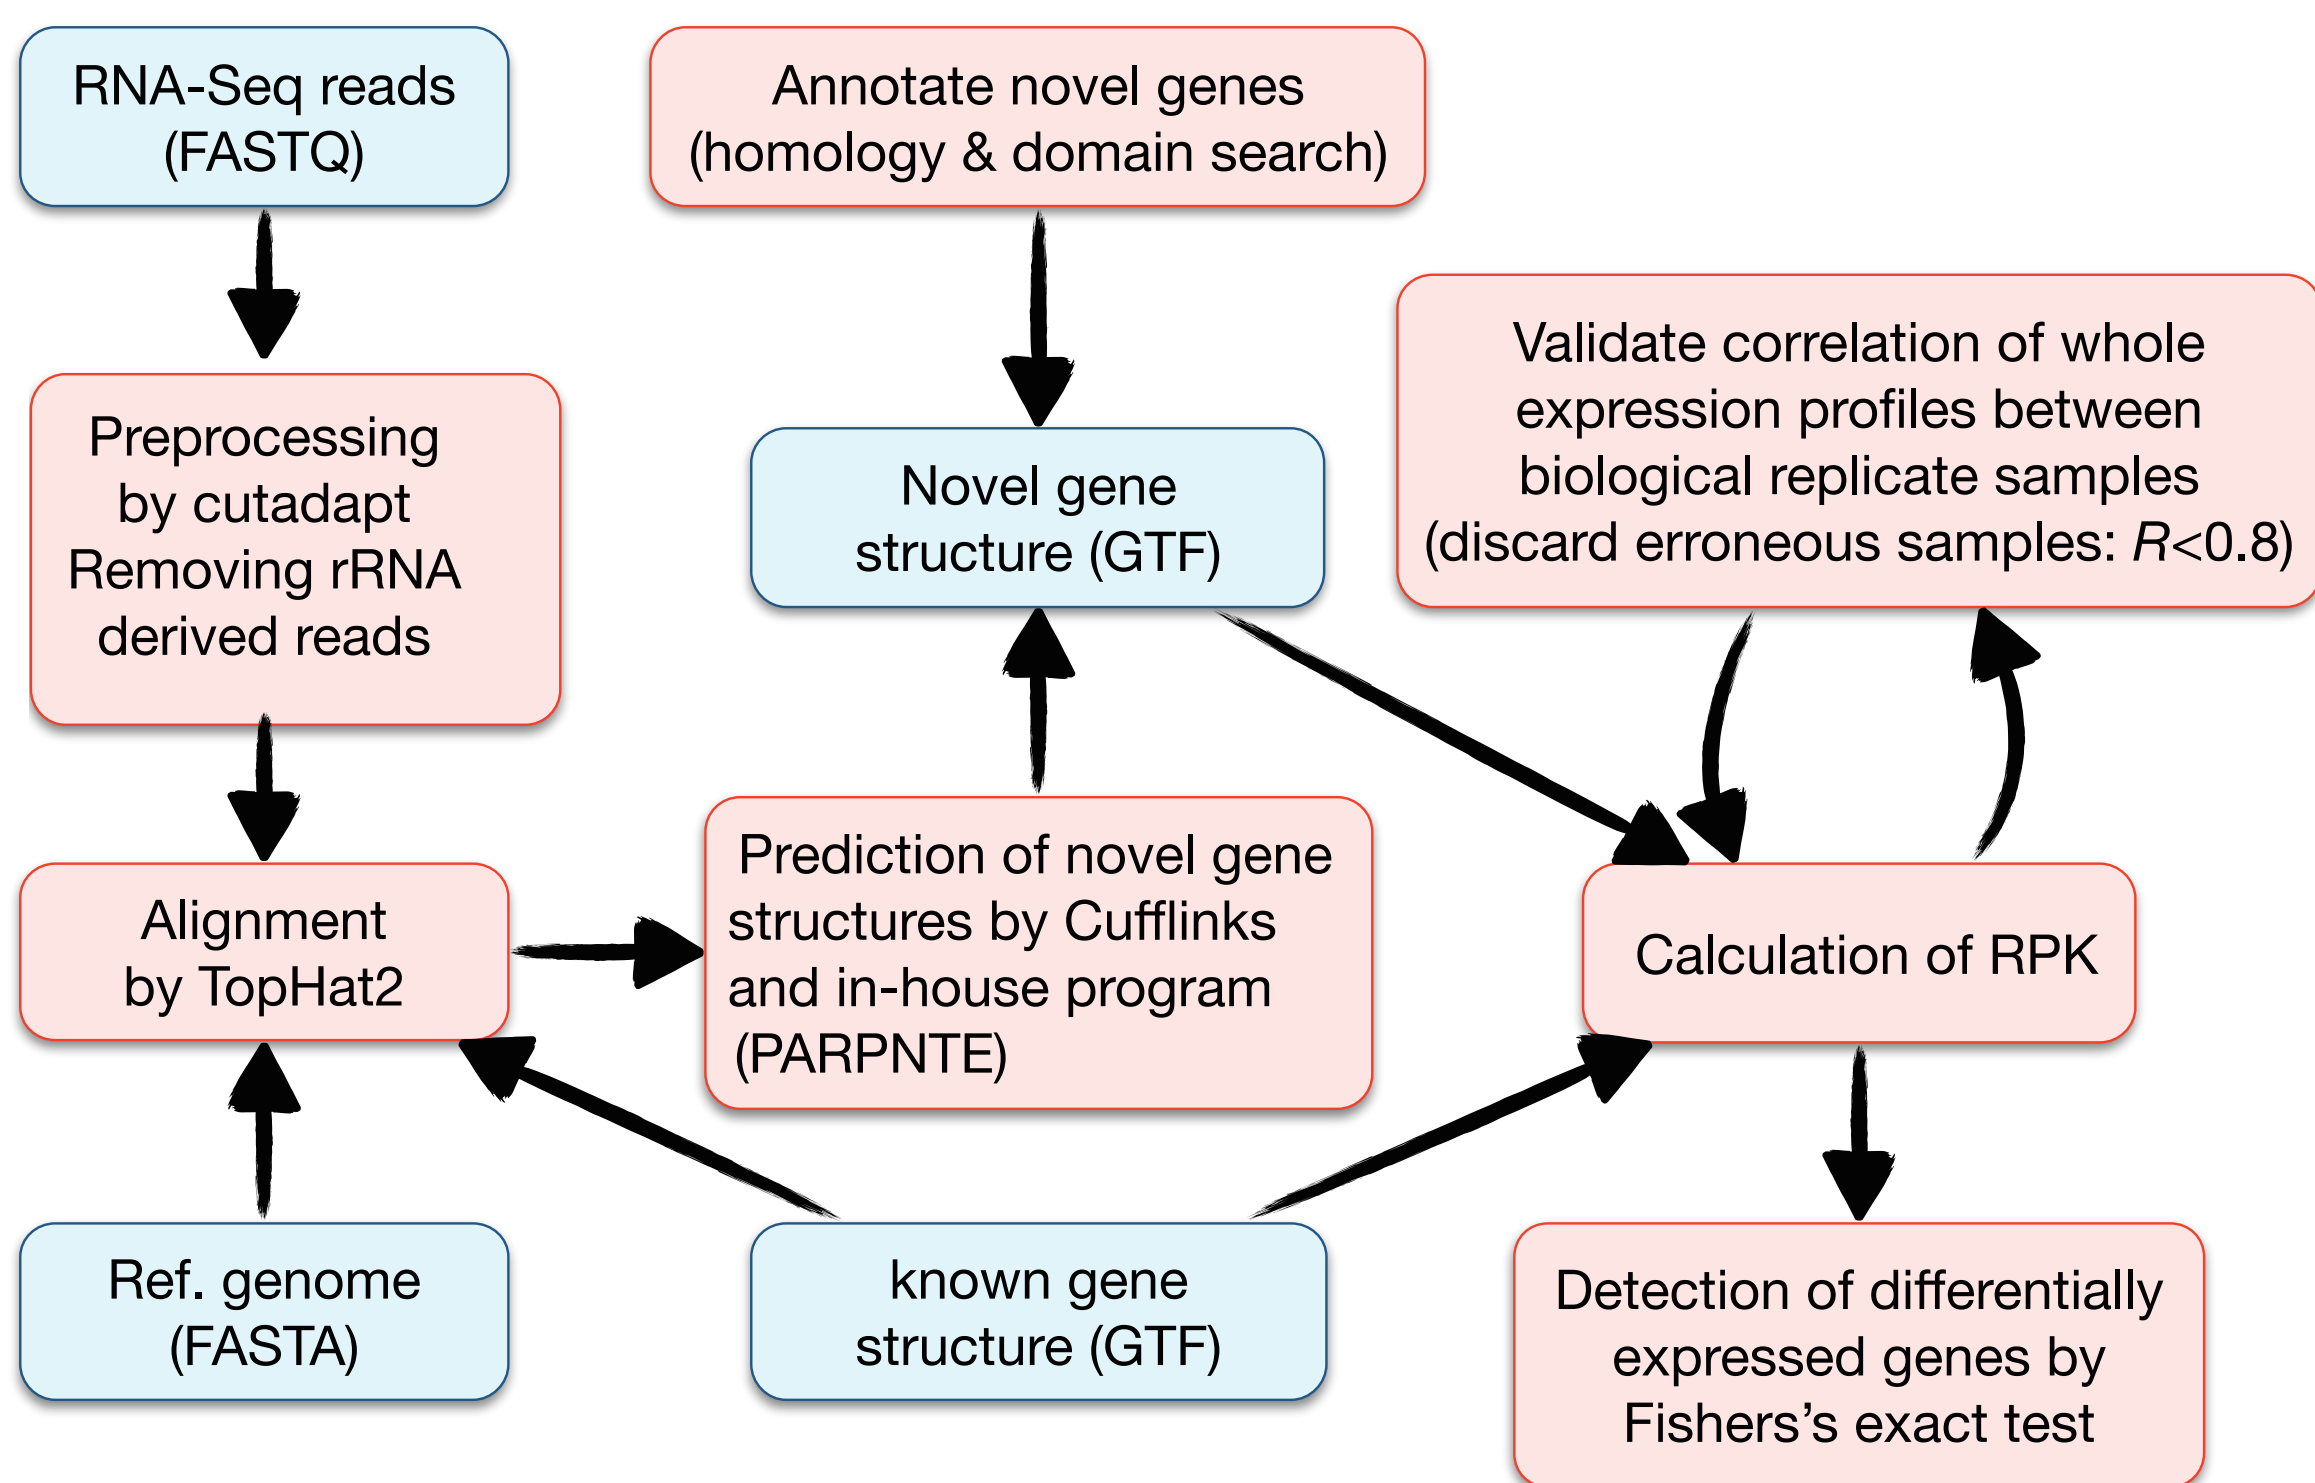 RNA-Seq reads
(FASTQ)
Annotate novel genes
(homology & domain search)
Preprocessing
by cutadapt
Removing rRNA
derived reads
Novel gene
structure (GTF)
Validate correlation of whole
expression profiles between
biological replicate samples
(discard erroneous samples: R<0.8)
Alignment
by TopHat2
Prediction of novel gene
structures by Cufflinks
and in-house program
(PARPNTE)
Calculation of RPK
Ref. genome
(FASTA)
known gene
structure (GTF)
Detection of differentially
expressed genes by
Fishers's exact test